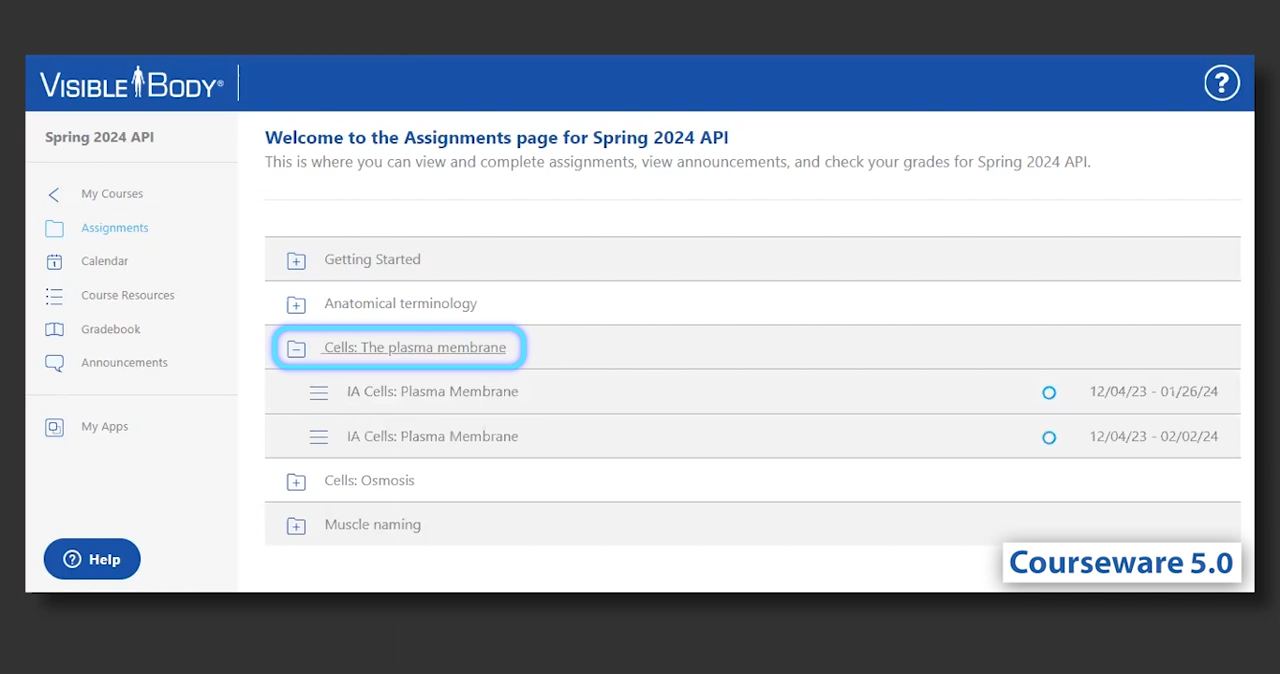 VISIBLE BODY®
?
Spring 2024 API
My Courses
Assignments
Calendar
Course Resources
Gradebook
Announcements
My Apps
? Help
Welcome to the Assignments page for Spring 2024 API
This is where you can view and complete assignments, view announcements, and check your grades for Spring 2024 API.
Getting Started
Anatomical terminology
Cells: The plasma membrane
IA Cells: Plasma Membrane 12/04/23 - 01/26/24
IA Cells: Plasma Membrane 12/04/23 - 02/02/24
Cells: Osmosis
Muscle naming
Courseware 5.0